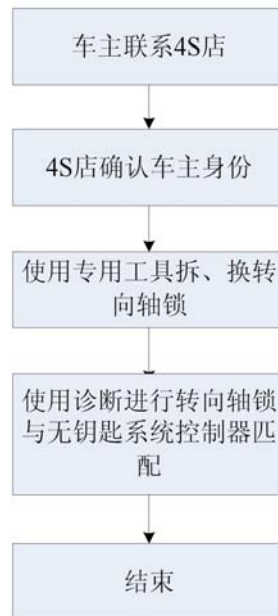 车主联系4S店
4S店确认车主身份
使用专用工具拆、换转
向轴锁
使用诊断进行转向轴锁
与无钥匙系统控制器匹
配
结束